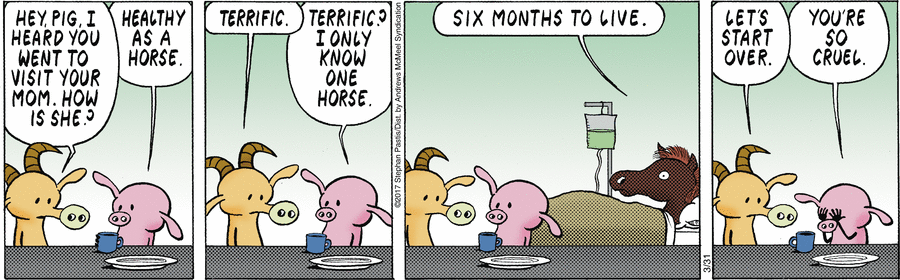 HEY, PIG, I
HEARD YOU
WENT TO
VISIT YOUR
MOM. HOW
IS SHE?
HEALTHY
AS A
HORSE.
TERRIFIC.
TERRIFIC?
I ONLY
KNOW
ONE
HORSE.
©2017 Stephan Pastis/Dist. by Andrews McMeel Syndication
SIX MONTHS TO LIVE.
LET'S
START
OVER.
YOU'RE
SO
CRUEL.
3/31